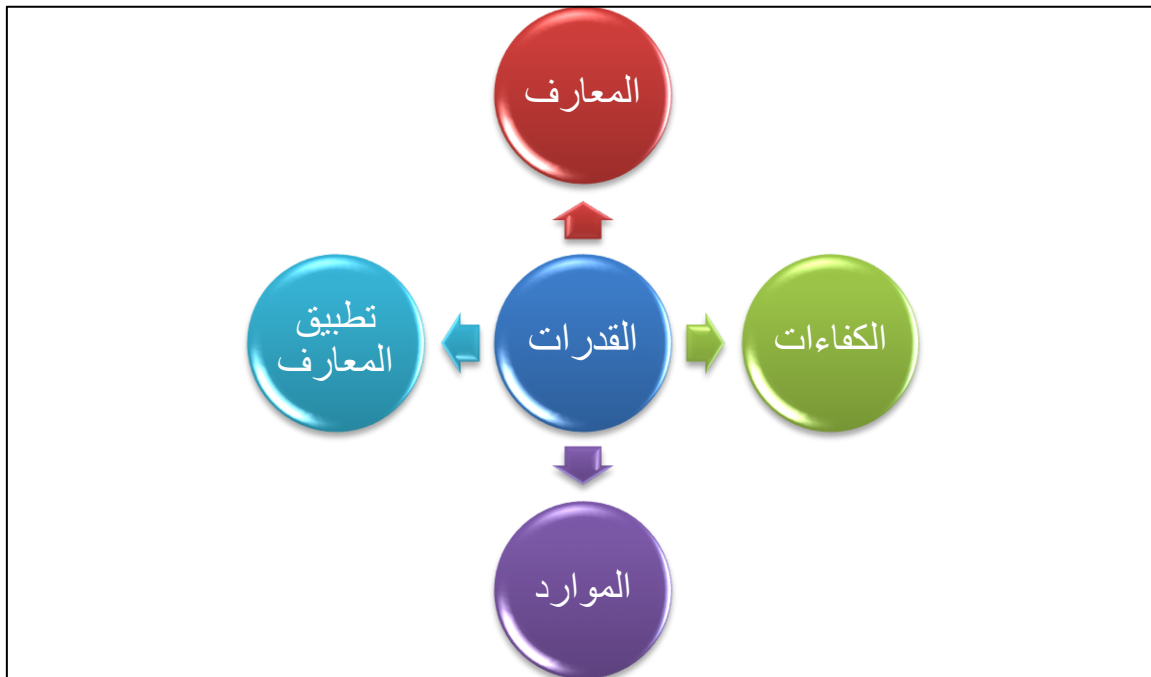 المعارف
الكفاءات
القدرات
تطبيق
المعارف
الموارد